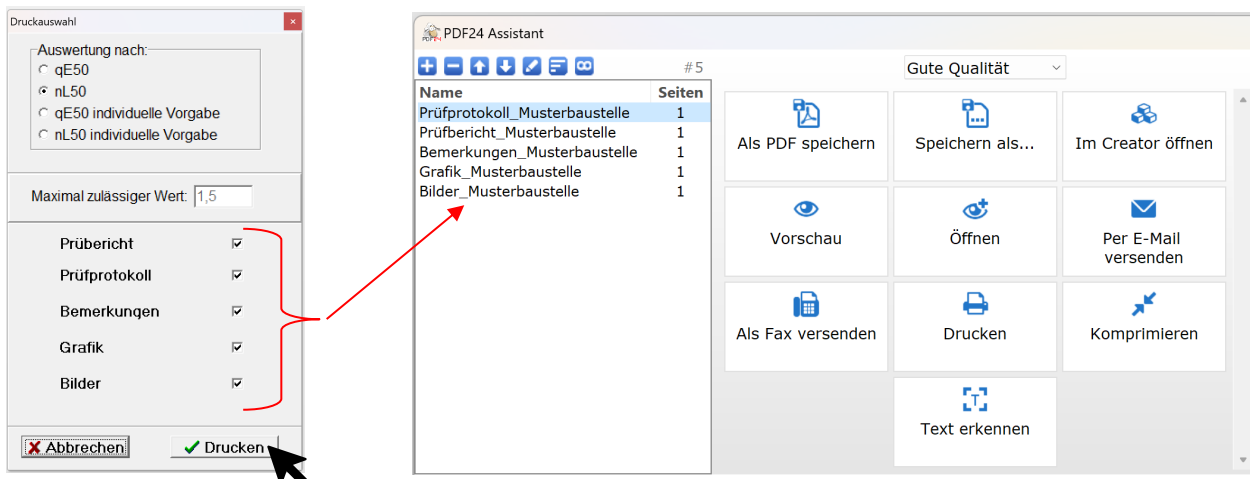 Druckauswahl
Auswertung nach:
qE50
nL50
qE50 individuelle Vorgabe
nL50 individuelle Vorgabe
Maximal zulässiger Wert: 1,5
Prübericht
Prüfprotokoll
Bemerkungen
Grafik
Bilder
Abbrechen Drucken
PDF24 Assistant
#5 Gute Qualität
Name Seiten
Prüfprotokoll_Musterbaustelle 1
Prüfbericht_Musterbaustelle 1
Bemerkungen_Musterbaustelle 1
Grafik_Musterbaustelle 1
Bilder_Musterbaustelle 1
Als PDF speichern Speichern als... Im Creator öffnen
Vorschau Öffnen Per E-Mail
versenden
Als Fax versenden Drucken Komprimieren
Text erkennen